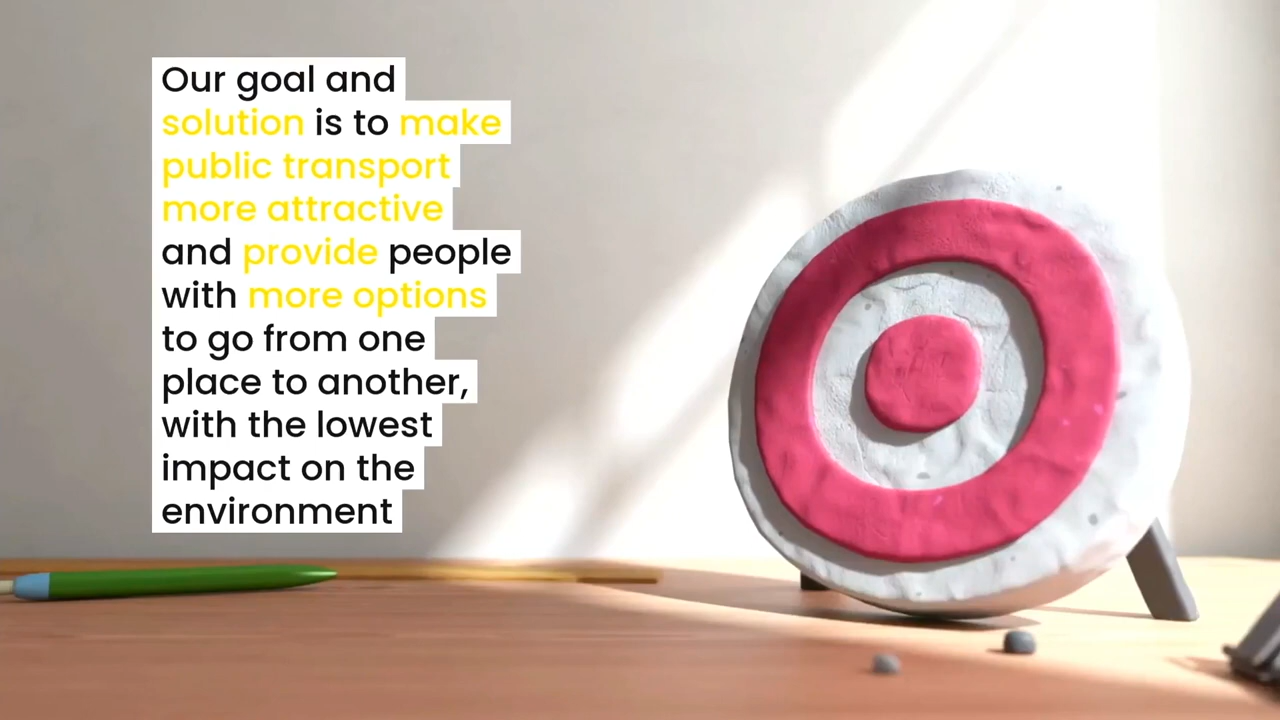 Our goal and
solution is to make
public transport
more attractive
and provide people
with more options
to go from one
place to another,
with the lowest
impact on the
environment